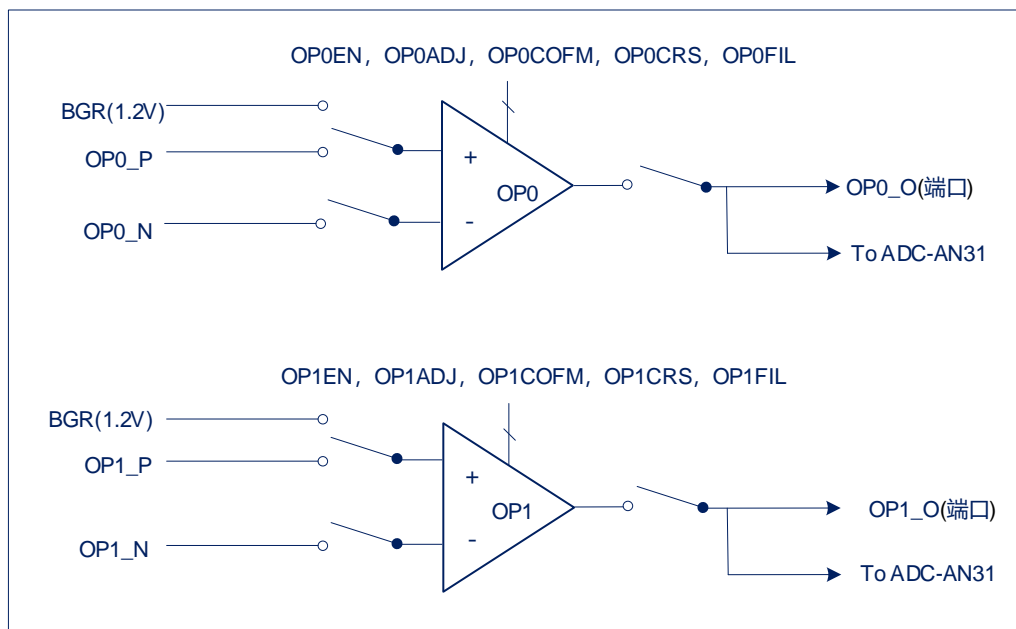 OP0EN，OP0ADJ，OP0COFM，OP0CRS，OP0FIL
BGR(1.2V)
OP0_P
+
OP0
OP0_O(端口)
OP0_N
-
To ADC-AN31
OP1EN，OP1ADJ，OP1COFM，OP1CRS，OP1FIL
BGR(1.2V)
OP1_P
+
OP1
OP1_O(端口)
OP1_N
-
To ADC-AN31